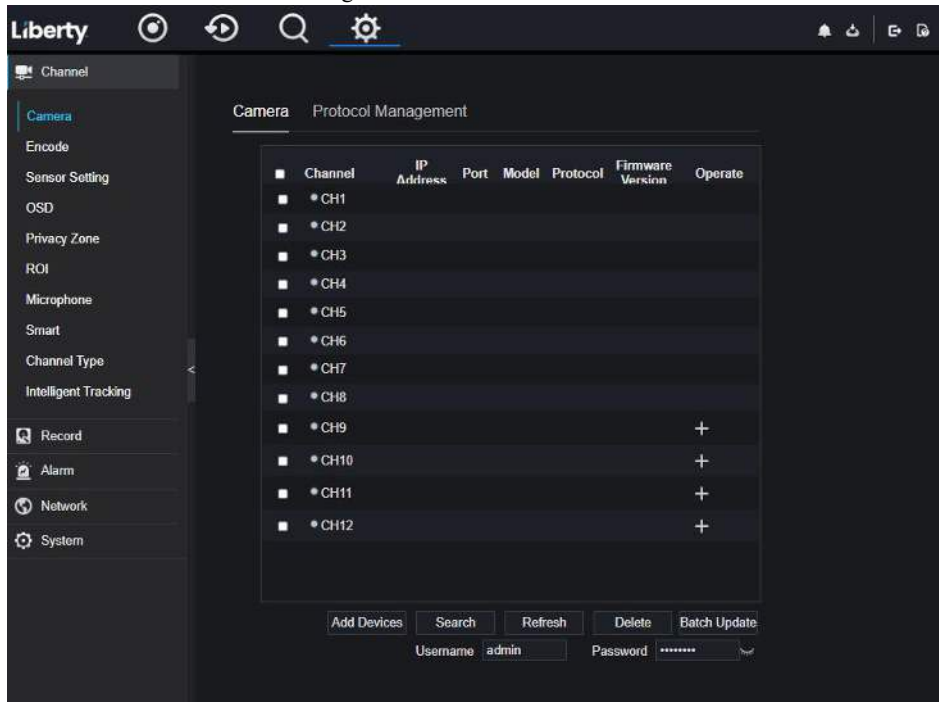 Liberty
Channel
Camera
Encode
Sensor Setting
OSD
Privacy Zone
ROI
Microphone
Smart
Channel Type
Intelligent Tracking
Record
Alarm
Network
System
Camera Protocol Management
Channel IP Address Port Model Protocol Firmware Version Operate
CH1
CH2
CH3
CH4
CH5
CH6
CH7
CH8
CH9 +
CH10 +
CH11 +
CH12 +
Add Devices Search Refresh Delete Batch Update
Username admin Password ••••••••